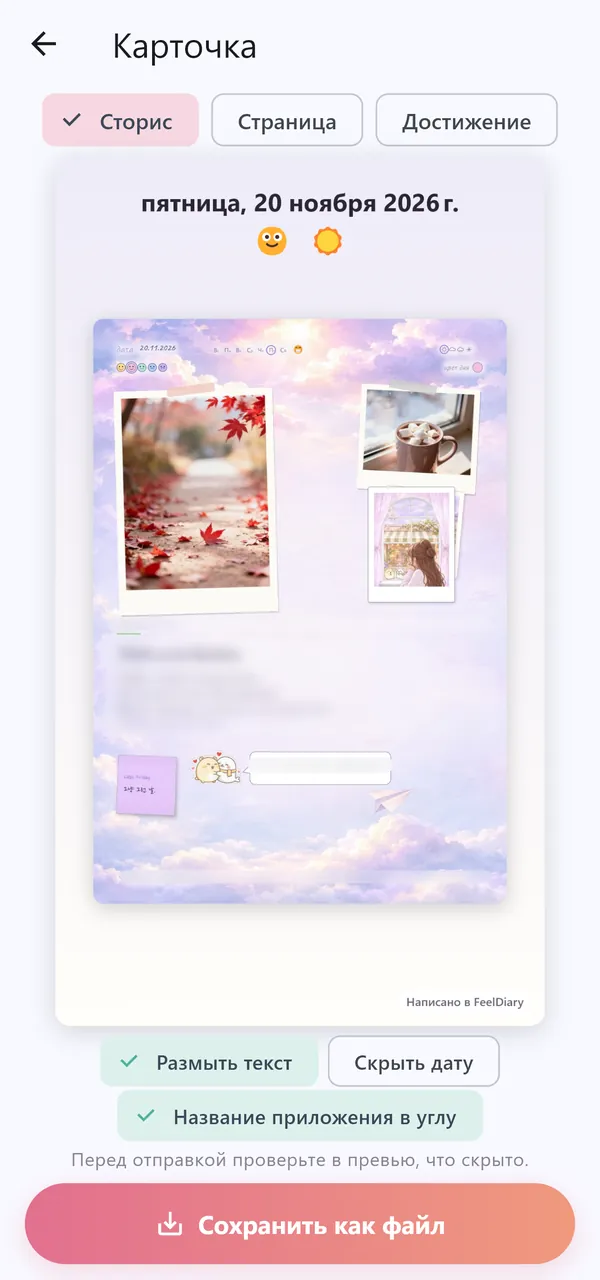 Карточка
Сторис
Страница
Достижение
пятница, 20 ноября 2026 г.
Дата 20.11.2026
Написано в FeelDiary
Размыть текст
Скрыть дату
Название приложения в углу
Перед отправкой проверьте в превью, что скрыто.
Сохранить как файл